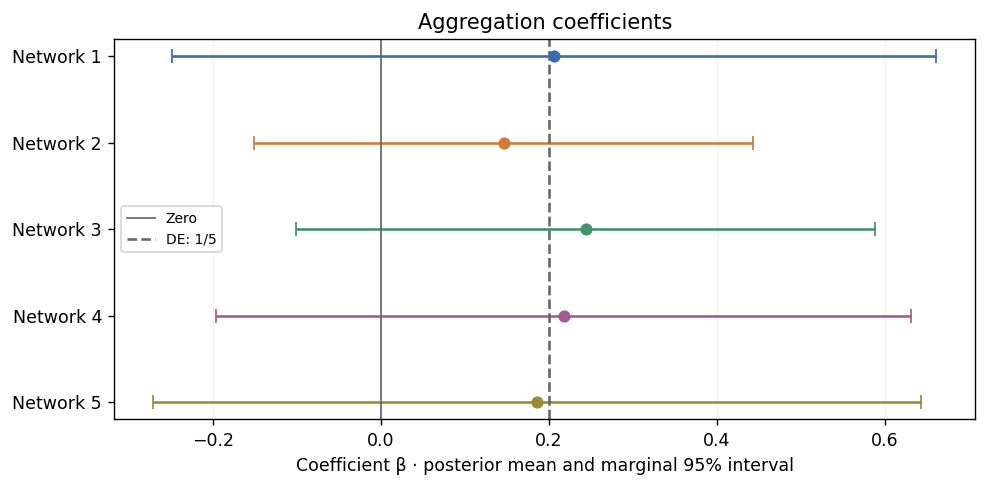 Aggregation coefficients
Network 1
Network 2
Network 3
Network 4
Network 5
Zero
DE: 1/5
−0.2 0.0 0.2 0.4 0.6
Coefficient β · posterior mean and marginal 95% interval